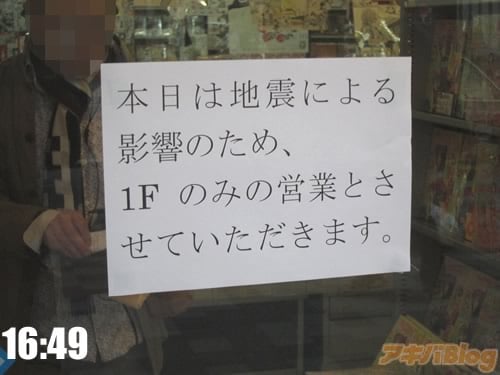 本日は地震による
影響のため、
1F のみの営業とさ
せていただきます。
16:49
アキバBlog